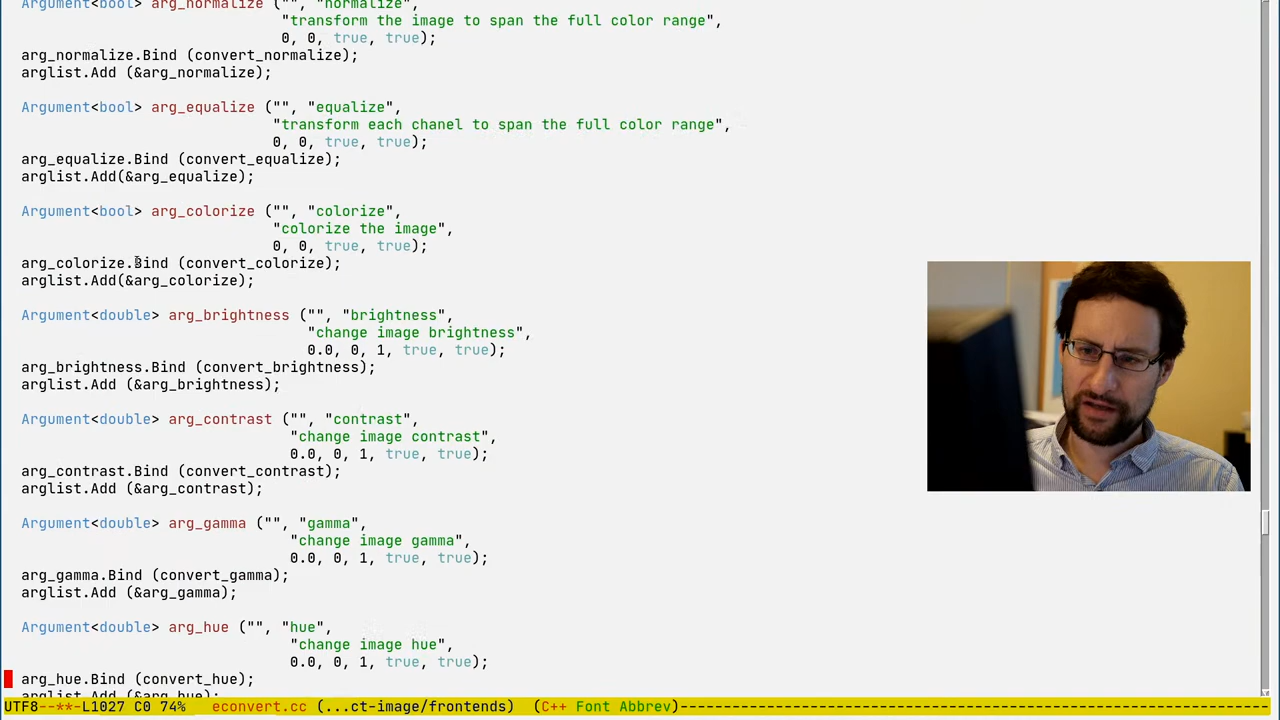 Argument<bool> arg_normalize ("", "normalize",
"transform the image to span the full color range",
0, 0, true, true);
arg_normalize.Bind (convert_normalize);
arglist.Add (&arg_normalize);
Argument<bool> arg_equalize ("", "equalize",
"transform each chanel to span the full color range",
0, 0, true, true);
arg_equalize.Bind (convert_equalize);
arglist.Add(&arg_equalize);
Argument<bool> arg_colorize ("", "colorize",
"colorize the image",
0, 0, true, true);
arg_colorize.Bind (convert_colorize);
arglist.Add(&arg_colorize);
Argument<double> arg_brightness ("", "brightness",
"change image brightness",
0.0, 0, 1, true, true);
arg_brightness.Bind (convert_brightness);
arglist.Add (&arg_brightness);
Argument<double> arg_contrast ("", "contrast",
"change image contrast",
0.0, 0, 1, true, true);
arg_contrast.Bind (convert_contrast);
arglist.Add (&arg_contrast);
Argument<double> arg_gamma ("", "gamma",
"change image gamma",
0.0, 0, 1, true, true);
arg_gamma.Bind (convert_gamma);
arglist.Add (&arg_gamma);
Argument<double> arg_hue ("", "hue",
"change image hue",
0.0, 0, 1, true, true);
arg_hue.Bind (convert_hue);
arglist.Add (&arg_hue);
UTF8--**-L1027 C0 74% econvert.cc (...ct-image/frontends) (C++ Font Abbrev)------------------------------------------------------------